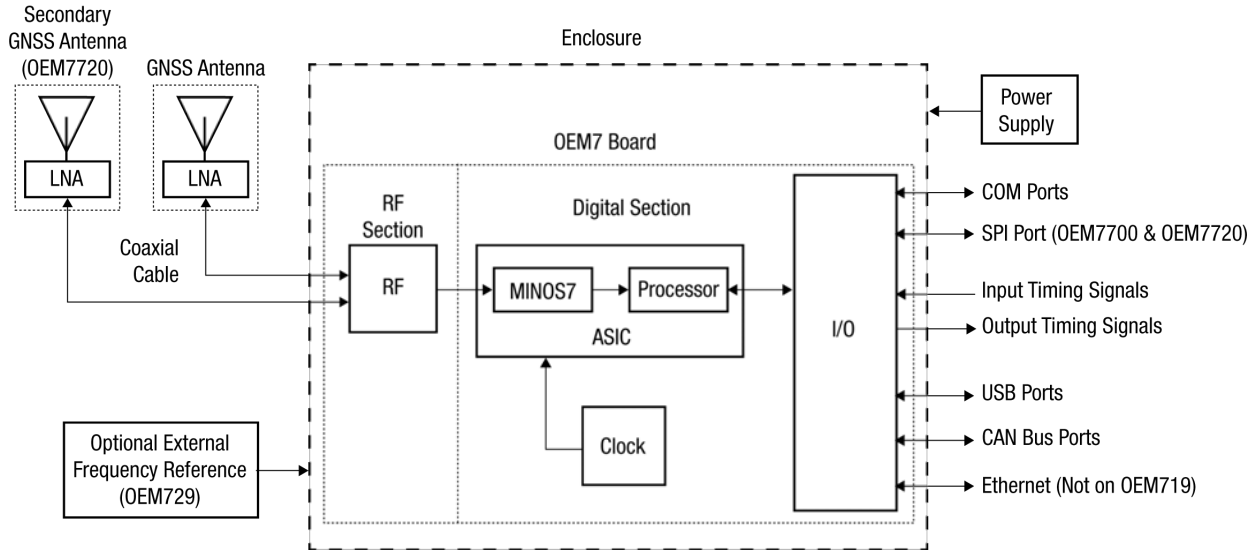 Secondary
GNSS Antenna
(OEM7720)
GNSS Antenna
LNA
LNA
Coaxial
Cable
Enclosure
OEM7 Board
RF
Section
RF
Digital Section
MINOS7
Processor
ASIC
Clock
I/O
Power
Supply
COM Ports
SPI Port (OEM7700 & OEM7720)
Input Timing Signals
Output Timing Signals
USB Ports
CAN Bus Ports
Ethernet (Not on OEM719)
Optional External
Frequency Reference
(OEM729)